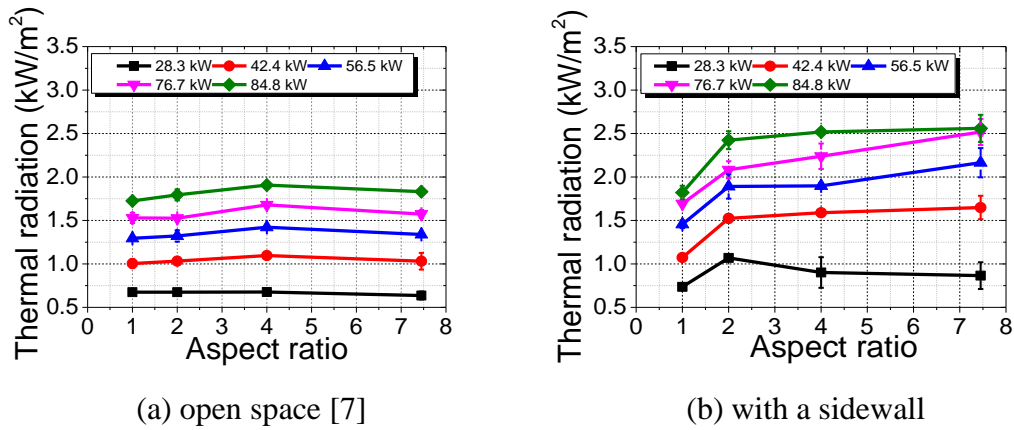 Thermal radiation (kW/m²)
3.5
3.0
2.5
2.0
1.5
1.0
0.5
28.3 kW 42.4 kW 56.5 kW
76.7 kW 84.8 kW
0 1 2 3 4 5 6 7 8
Aspect ratio
(a) open space [7]
Thermal radiation (kW/m²)
3.5
3.0
2.5
2.0
1.5
1.0
0.5
28.3 kW 42.4 kW 56.5 kW
76.7 kW 84.8 kW
0 1 2 3 4 5 6 7 8
Aspect ratio
(b) with a sidewall